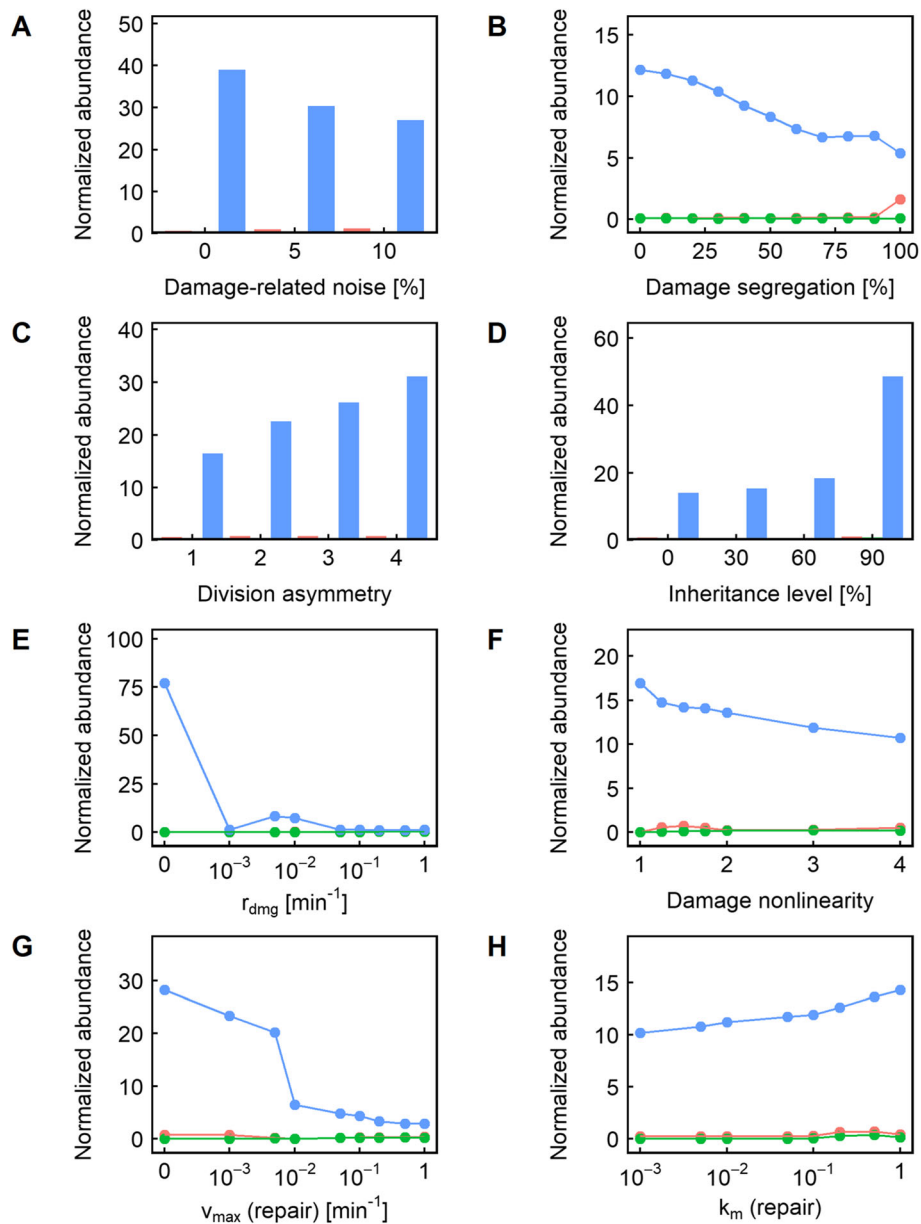 A
Normalized abundance
50
40
30
20
10
0
0 5 10
Damage-related noise [%]
B
Normalized abundance
15
10
5
0
0 25 50 75 100
Damage segregation [%]
C
Normalized abundance
40
30
20
10
0
1 2 3 4
Division asymmetry
D
Normalized abundance
60
40
20
0
0 30 60 90
Inheritance level [%]
E
Normalized abundance
100
75
50
25
0
0 10⁻³ 10⁻² 10⁻¹ 1
r_dmg [min⁻¹]
F
Normalized abundance
20
15
10
5
0
1 2 3 4
Damage nonlinearity
G
Normalized abundance
30
20
10
0
0 10⁻³ 10⁻² 10⁻¹ 1
v_max (repair) [min⁻¹]
H
Normalized abundance
15
10
5
0
10⁻³ 10⁻² 10⁻¹ 1
k_m (repair)